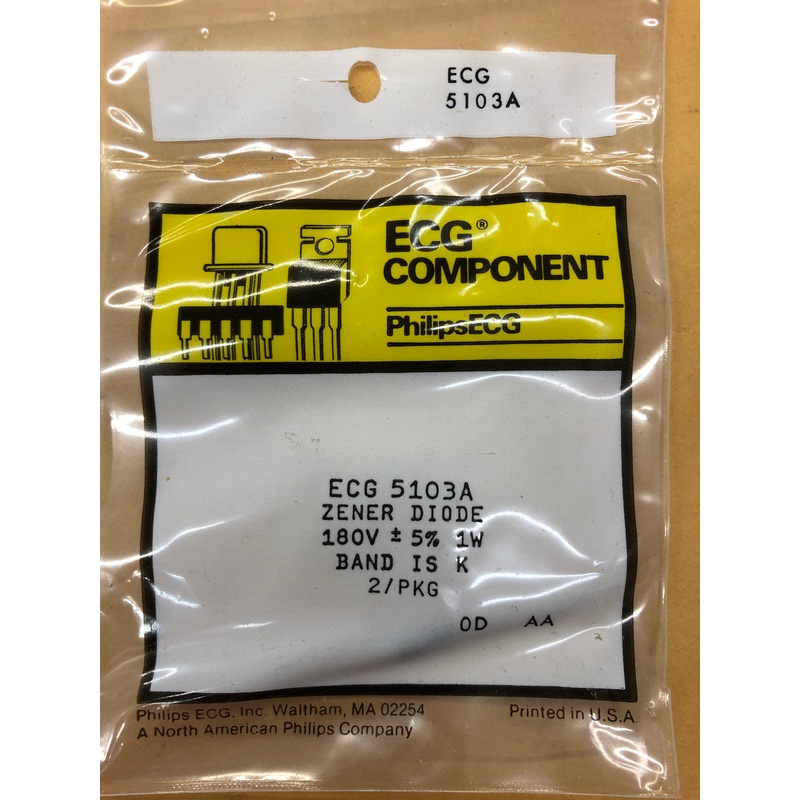 ECG
5103A
ECG®
COMPONENT
PhilipsECG
ECG 5103A
ZENER DIODE
180V ± 5% 1W
BAND IS K
2/PKG
0D AA
Philips ECG, Inc. Waltham, MA 02254
A North American Philips Company
Printed in U.S.A.